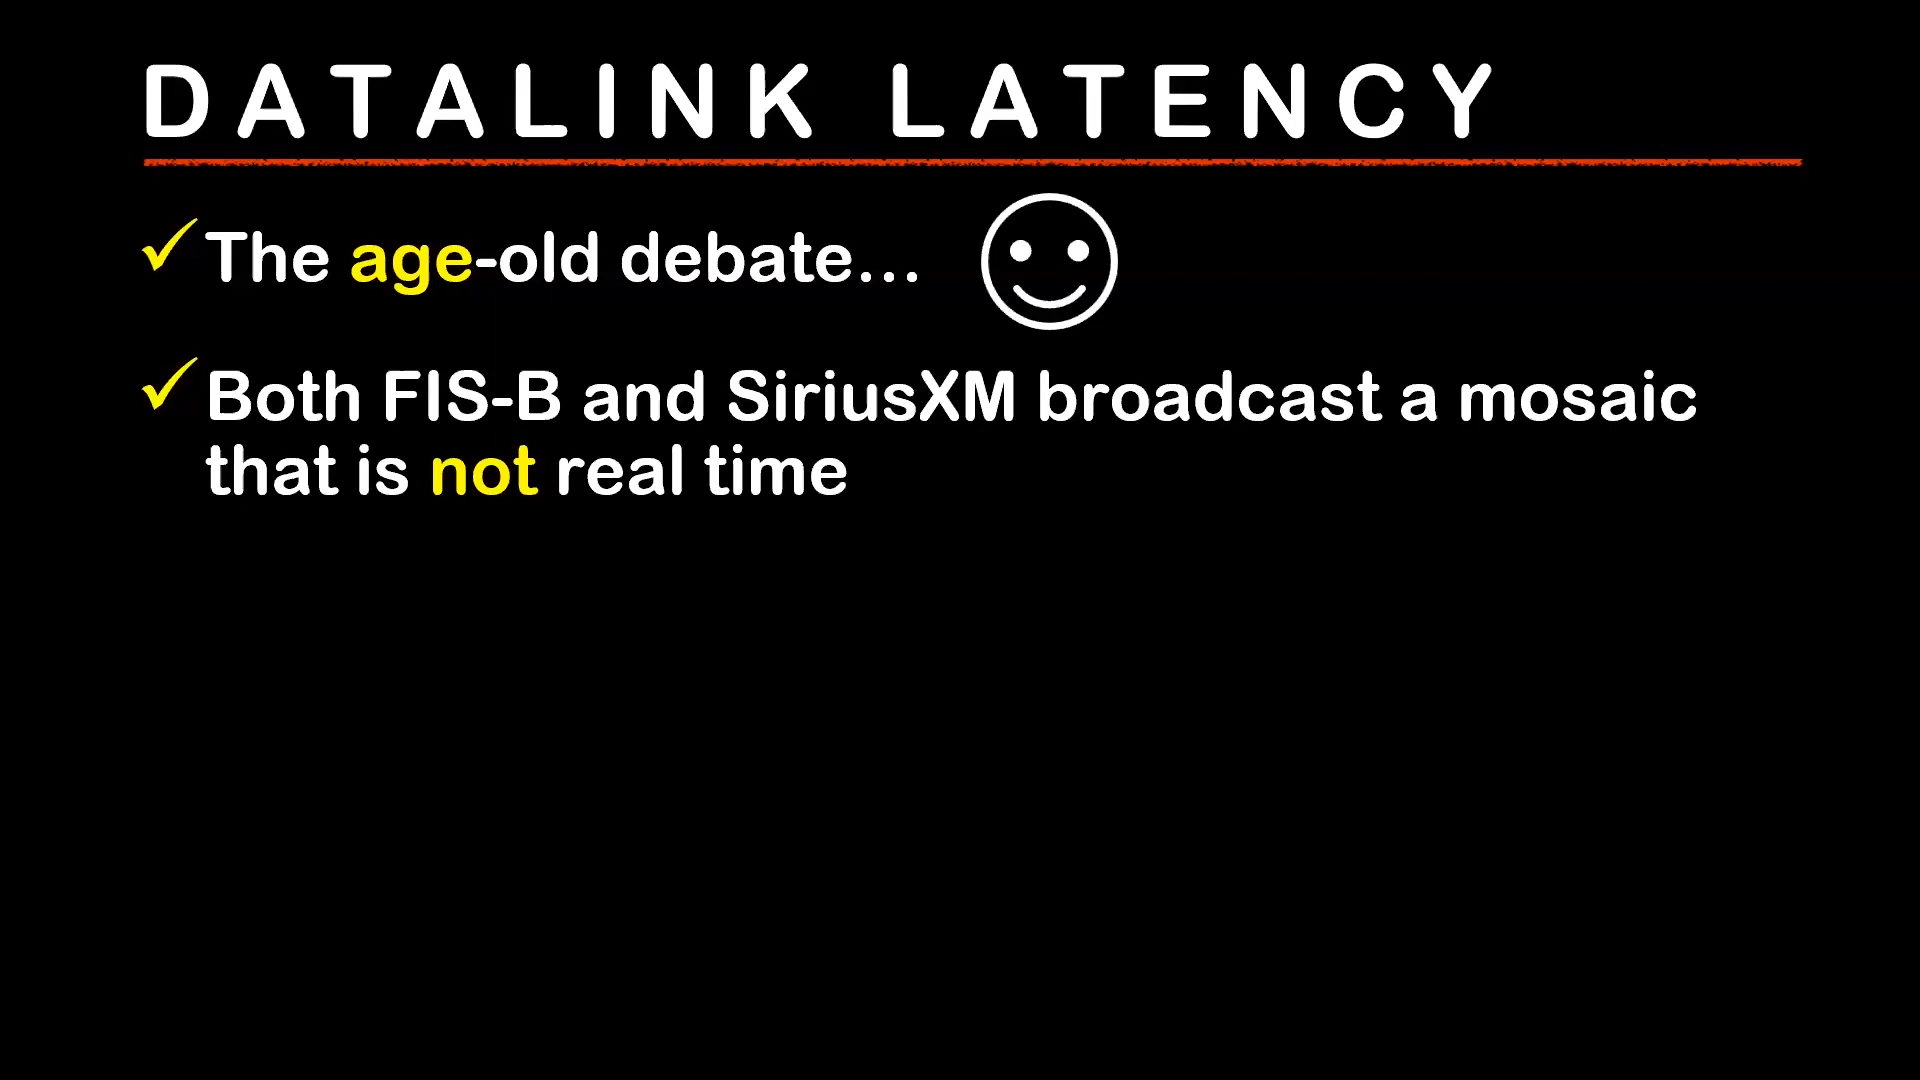 DATALINK LATENCY
The age-old debate...
Both FIS-B and SiriusXM broadcast a mosaic
that is not real time